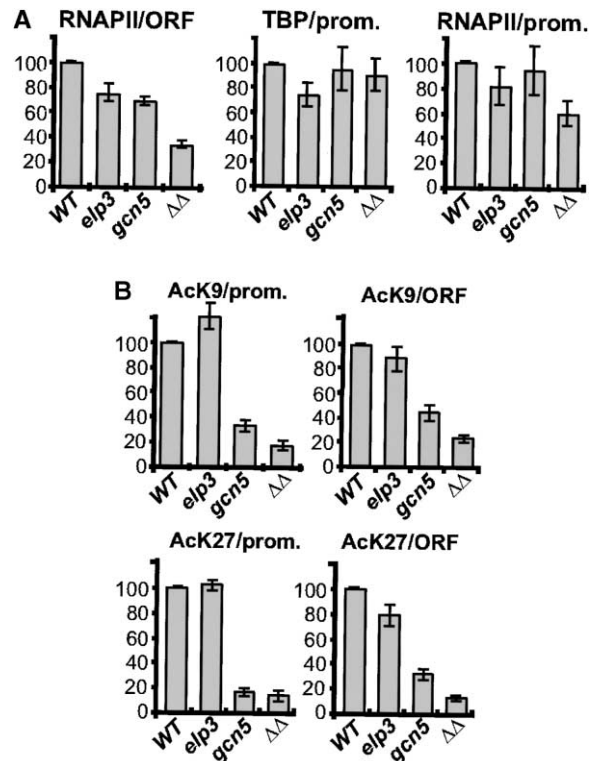 A
RNAPII/ORF
TBP/prom.
RNAPII/prom.
100
80
60
40
20
0
WT
elp3
gcn5
ΔΔ
100
80
60
40
20
0
WT
elp3
gcn5
ΔΔ
100
80
60
40
20
0
WT
elp3
gcn5
ΔΔ
B
AcK9/prom.
AcK9/ORF
100
80
60
40
20
0
WT
elp3
gcn5
ΔΔ
100
80
60
40
20
0
WT
elp3
gcn5
ΔΔ
AcK27/prom.
AcK27/ORF
100
80
60
40
20
0
WT
elp3
gcn5
ΔΔ
100
80
60
40
20
0
WT
elp3
gcn5
ΔΔ